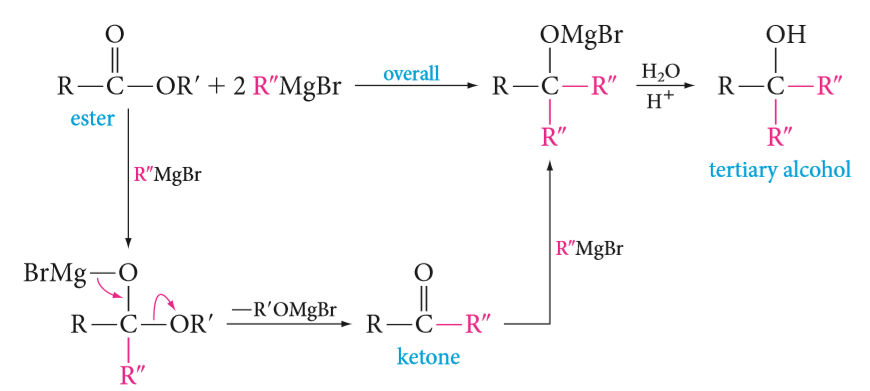 O OMgBr OH
R—C—OR′ + 2 R″MgBr overall R—C—R″ H₂O R—C—R″
H⁺
ester R″ R″
R″MgBr tertiary alcohol
R″MgBr
BrMg—O O
R—C—OR′ —R′OMgBr R—C—R″
R″ ketone